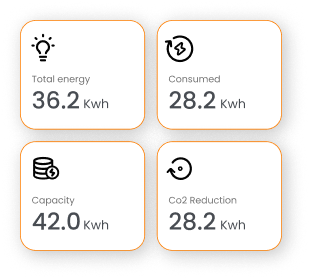 Total energy
36.2 Kwh
Consumed
28.2 Kwh
Capacity
42.0 Kwh
Co2 Reduction
28.2 Kwh